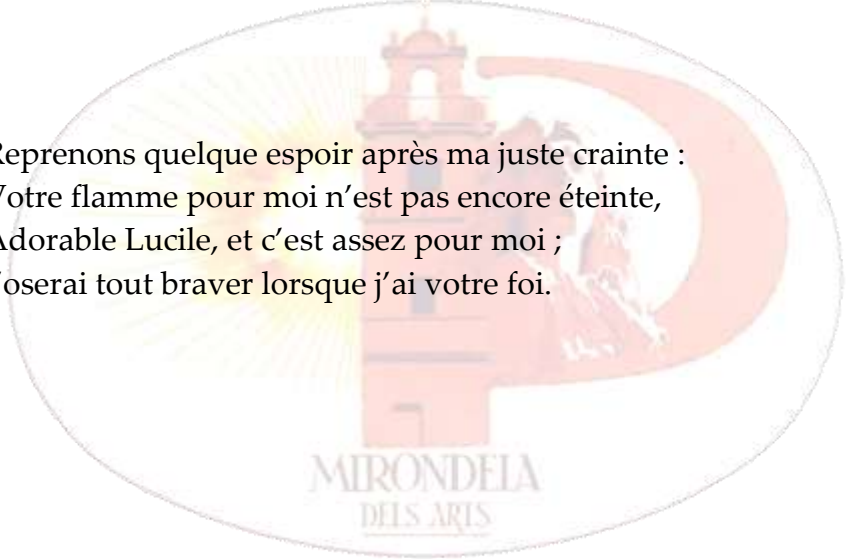 Reprenons quelque espoir après ma juste crainte :
Votre flamme pour moi n’est pas encore éteinte,
Adorable Lucile, et c’est assez pour moi ;
J’oserai tout braver lorsque j’ai votre foi.
MIRONDELA
DELS ARTS